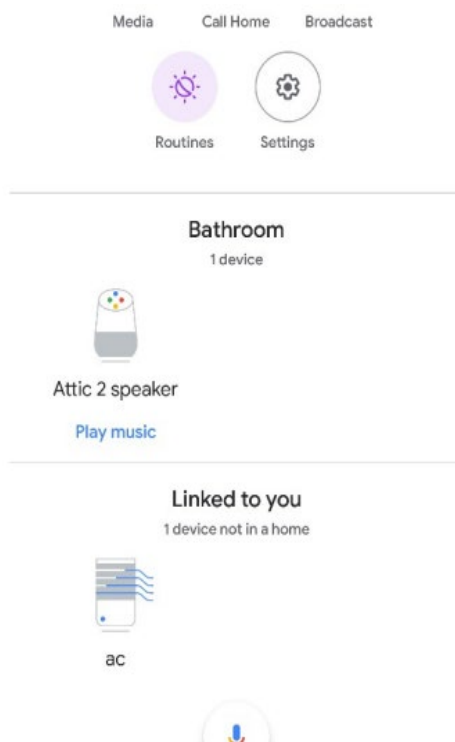 Media Call Home Broadcast
Routines Settings
Bathroom
1 device
Attic 2 speaker
Play music
Linked to you
1 device not in a home
ac